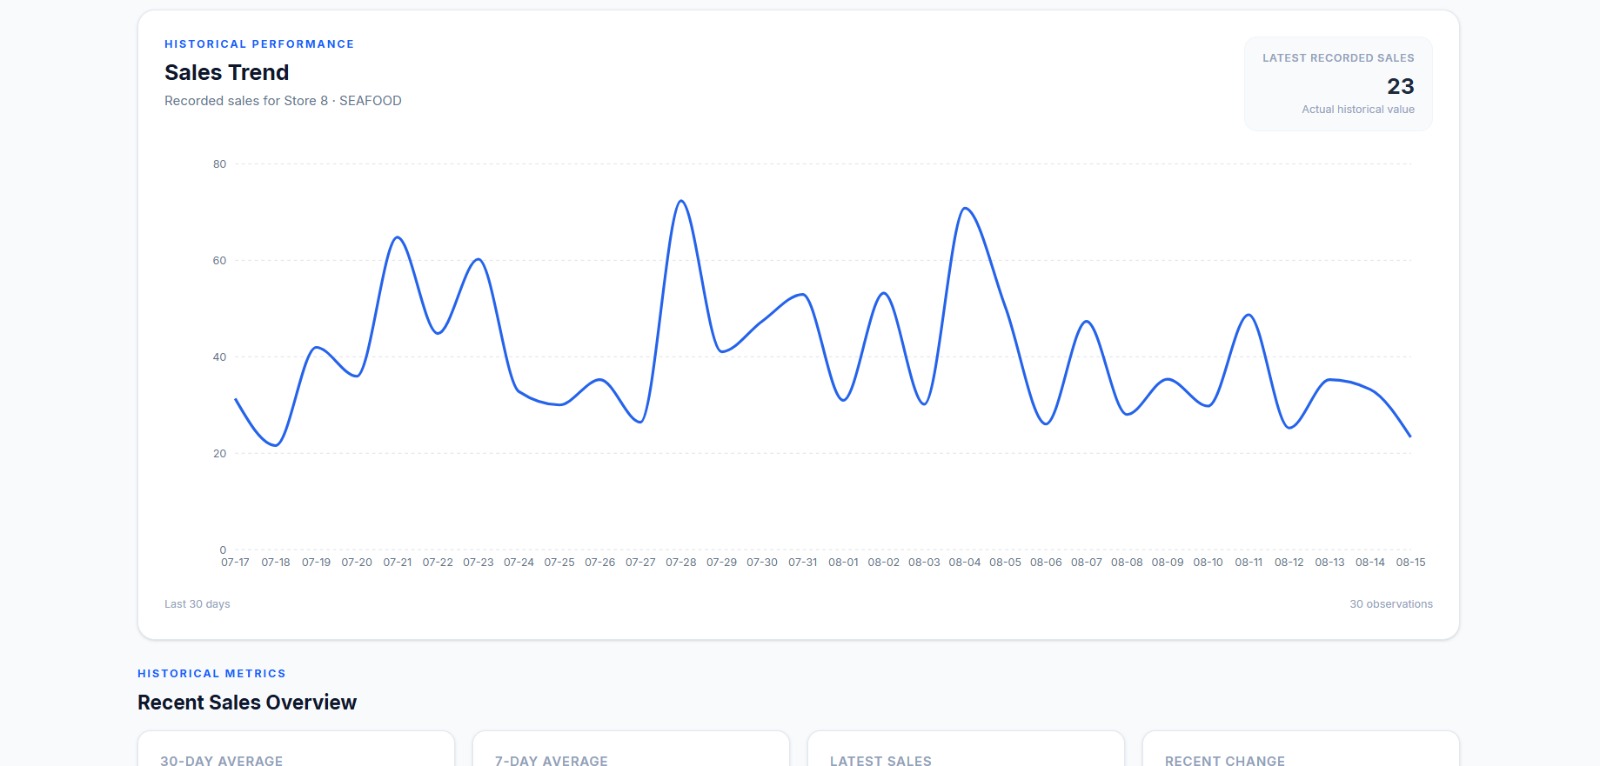 HISTORICAL PERFORMANCE
Sales Trend
Recorded sales for Store 8 · SEAFOOD
LATEST RECORDED SALES
23
Actual historical value
80
60
40
20
0
07-17 07-18 07-19 07-20 07-21 07-22 07-23 07-24 07-25 07-26 07-27 07-28 07-29 07-30 07-31 08-01 08-02 08-03 08-04 08-05 08-06 08-07 08-08 08-09 08-10 08-11 08-12 08-13 08-14 08-15
Last 30 days
30 observations
HISTORICAL METRICS
Recent Sales Overview
30-DAY AVERAGE
7-DAY AVERAGE
LATEST SALES
RECENT CHANGE